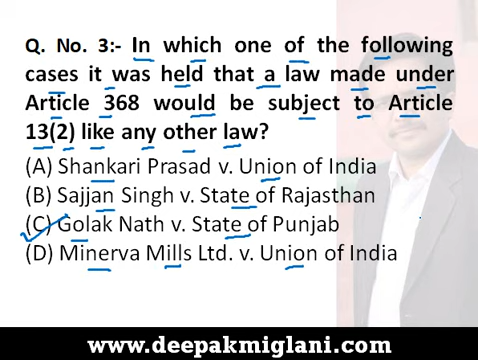 Q. No. 3:- In which one of the following
cases it was held that a law made under
Article 368 would be subject to Article
13(2) like any other law?
(A) Shankari Prasad v. Union of India
(B) Sajjan Singh v. State of Rajasthan
(C) Golak Nath v. State of Punjab
(D) Minerva Mills Ltd. v. Union of India
www.deepakmiglani.com